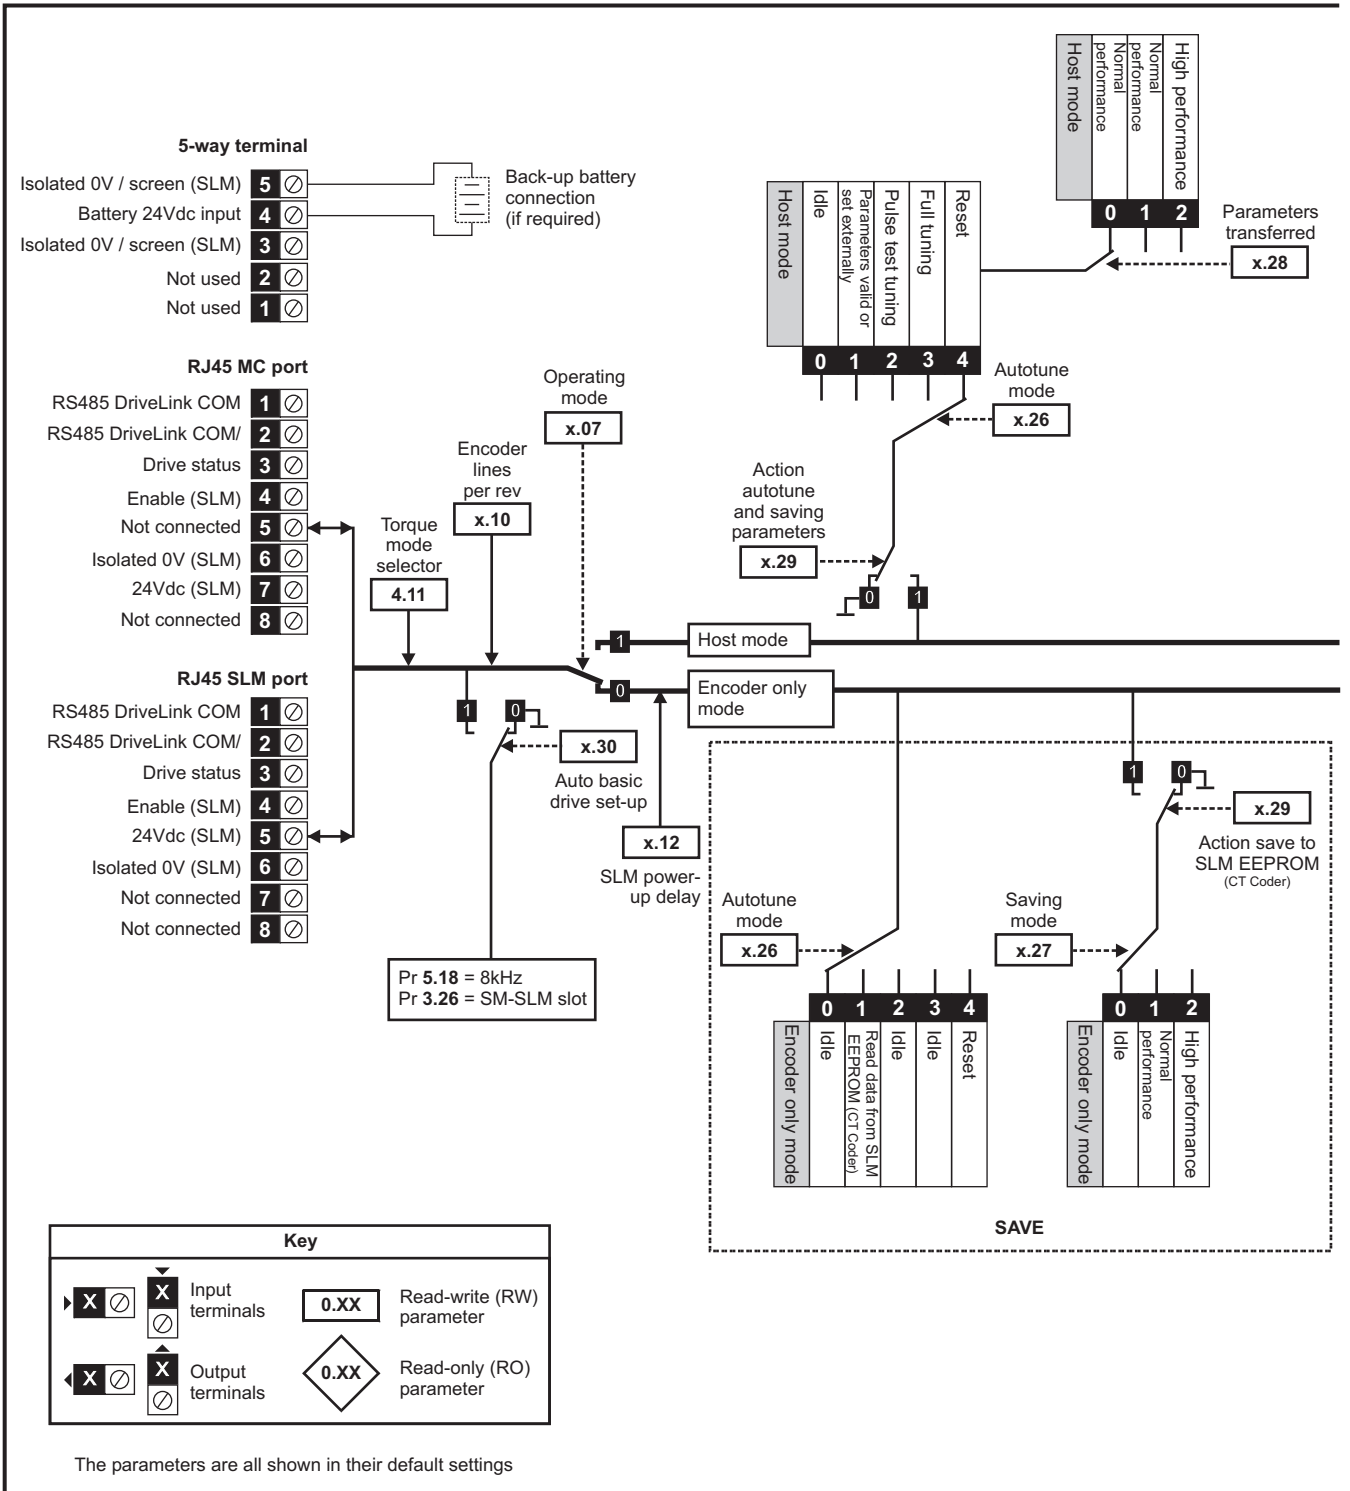 Host mode
Normal
performance
Normal
performance
High performance
0 1 2
Parameters
transferred
x.28
5-way terminal
Isolated 0V / screen (SLM) 5
Battery 24Vdc input 4
Isolated 0V / screen (SLM) 3
Not used 2
Not used 1
Back-up battery
connection
(if required)
Host mode
Idle
Parameters valid or
set externally
Pulse test tuning
Full tuning
Reset
0 1 2 3 4
Autotune
mode
x.26
RJ45 MC port
RS485 DriveLink COM 1
RS485 DriveLink COM/ 2
Drive status 3
Enable (SLM) 4
Not connected 5
Isolated 0V (SLM) 6
24Vdc (SLM) 7
Not connected 8
Operating
mode
x.07
Encoder
lines
per rev
x.10
Torque
mode
selector
4.11
Action
autotune
and saving
parameters
x.29
0 1
1 Host mode
0 Encoder only
mode
RJ45 SLM port
RS485 DriveLink COM 1
RS485 DriveLink COM/ 2
Drive status 3
Enable (SLM) 4
24Vdc (SLM) 5
Isolated 0V (SLM) 6
Not connected 7
Not connected 8
1 0
x.30
Auto basic
drive set-up
x.12
SLM power-
up delay
Pr 5.18 = 8kHz
Pr 3.26 = SM-SLM slot
1 0
x.29
Action save to
SLM EEPROM
(CT Coder)
Autotune
mode
x.26
Saving
mode
x.27
0 1 2 3 4
Encoder only mode
Idle
Read data from SLM
EEPROM (CT Coder)
Idle
Idle
Reset
0 1 2
Encoder only mode
Idle
Normal
performance
High performance
SAVE
Key
X X Input
terminals
0.XX Read-write (RW)
parameter
X X Output
terminals
0.XX Read-only (RO)
parameter
The parameters are all shown in their default settings